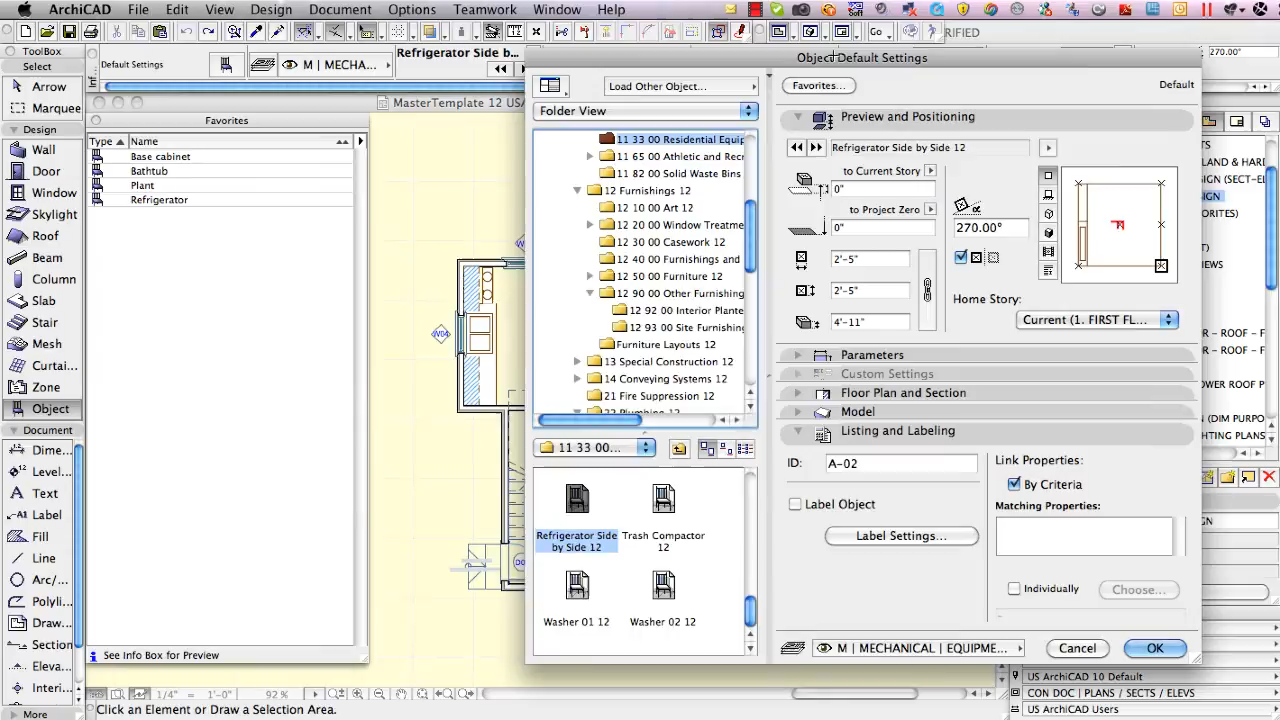 ArchiCAD File Edit View Design Document Options Teamwork Window Help
Go...
ToolBox
Select
Arrow
Marquee
Design
Wall
Door
Window
Skylight
Roof
Beam
Column
Slab
Stair
Mesh
Curtai...
Zone
Object
Document
Dime...
Level...
Text
Label
Fill
Line
Arc/...
Polyli...
Draw...
Section
Eleva...
Interi...
More
Default Settings
M | MECHA...
Refrigerator Side b...
MasterTemplate 12 US/
Favorites
Type Name
Base cabinet
Bathtub
Plant
Refrigerator
See Info Box for Preview
W04
1/4" = 1'-0" 92 %
Click an Element or Draw a Selection Area.
Object Default Settings
Load Other Object...
Folder View
11 33 00 Residential Equip
11 65 00 Athletic and Recr
11 82 00 Solid Waste Bins
12 Furnishings 12
12 10 00 Art 12
12 20 00 Window Treatme
12 30 00 Casework 12
12 40 00 Furnishings and
12 50 00 Furniture 12
12 90 00 Other Furnishing
12 92 00 Interior Plante
12 93 00 Site Furnishing
Furniture Layouts 12
13 Special Construction 12
14 Conveying Systems 12
21 Fire Suppression 12
22 Plumbing 12
11 33 00...
Refrigerator Side by Side 12
Trash Compactor 12
Washer 01 12
Washer 02 12
Favorites...
Default
Preview and Positioning
Refrigerator Side by Side 12
to Current Story
0"
to Project Zero
0"
2'-5"
2'-5"
4'-11"
270.00°
Home Story:
Current (1. FIRST FL...
Parameters
Custom Settings
Floor Plan and Section
Model
Listing and Labeling
ID: A-02
Label Object
Label Settings...
Link Properties:
By Criteria
Matching Properties:
Individually
Choose...
M | MECHANICAL | EQUIPME...
Cancel
OK
270.00°
US ArchiCAD 10 Default
CON DOC | PLANS / SECTS / ELEVS
US ArchiCAD Users